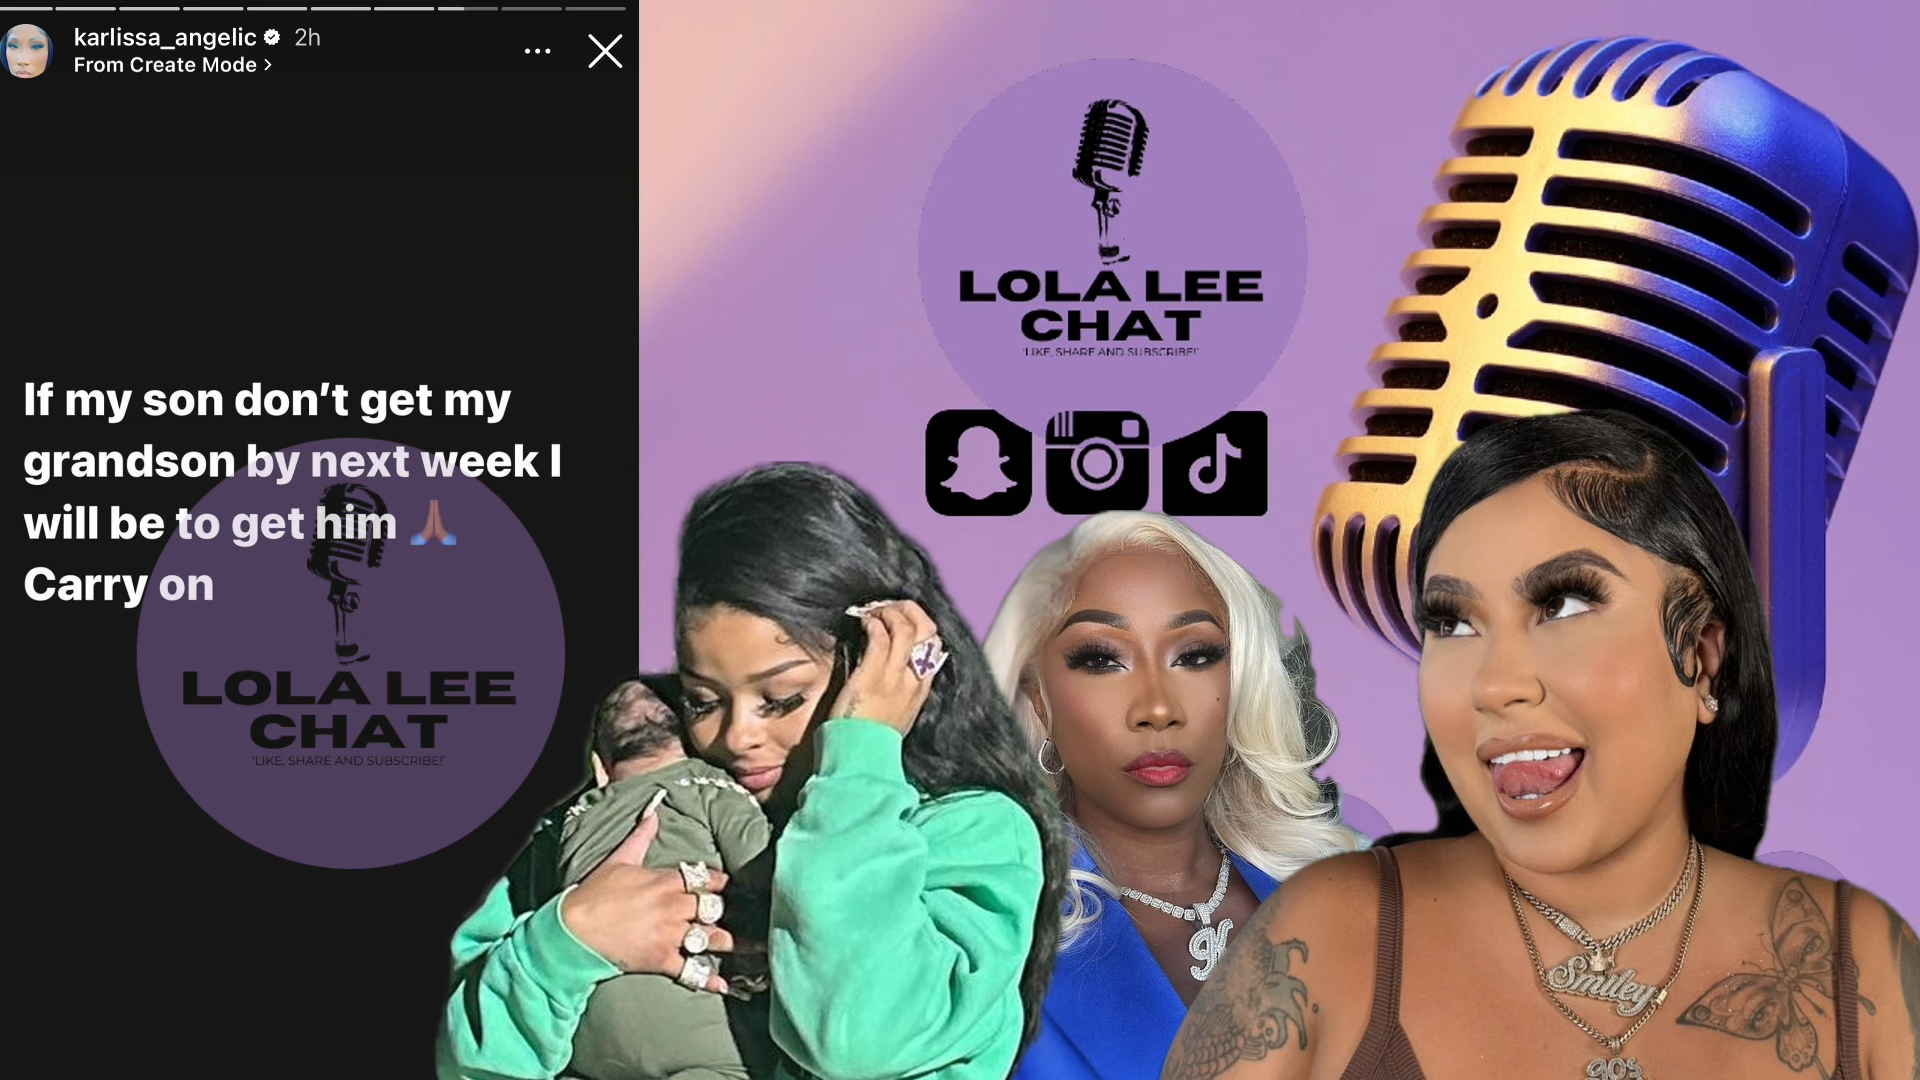 karlissa_angelic 2h
From Create Mode >
If my son don't get my
grandson by next week I
will be to get him 🙏🏾
Carry on
LOLA LEE
CHAT
"LIKE, SHARE AND SUBSCRIBE!"
LOLA LEE
CHAT
"LIKE, SHARE AND SUBSCRIBE!"
Smiley
90s